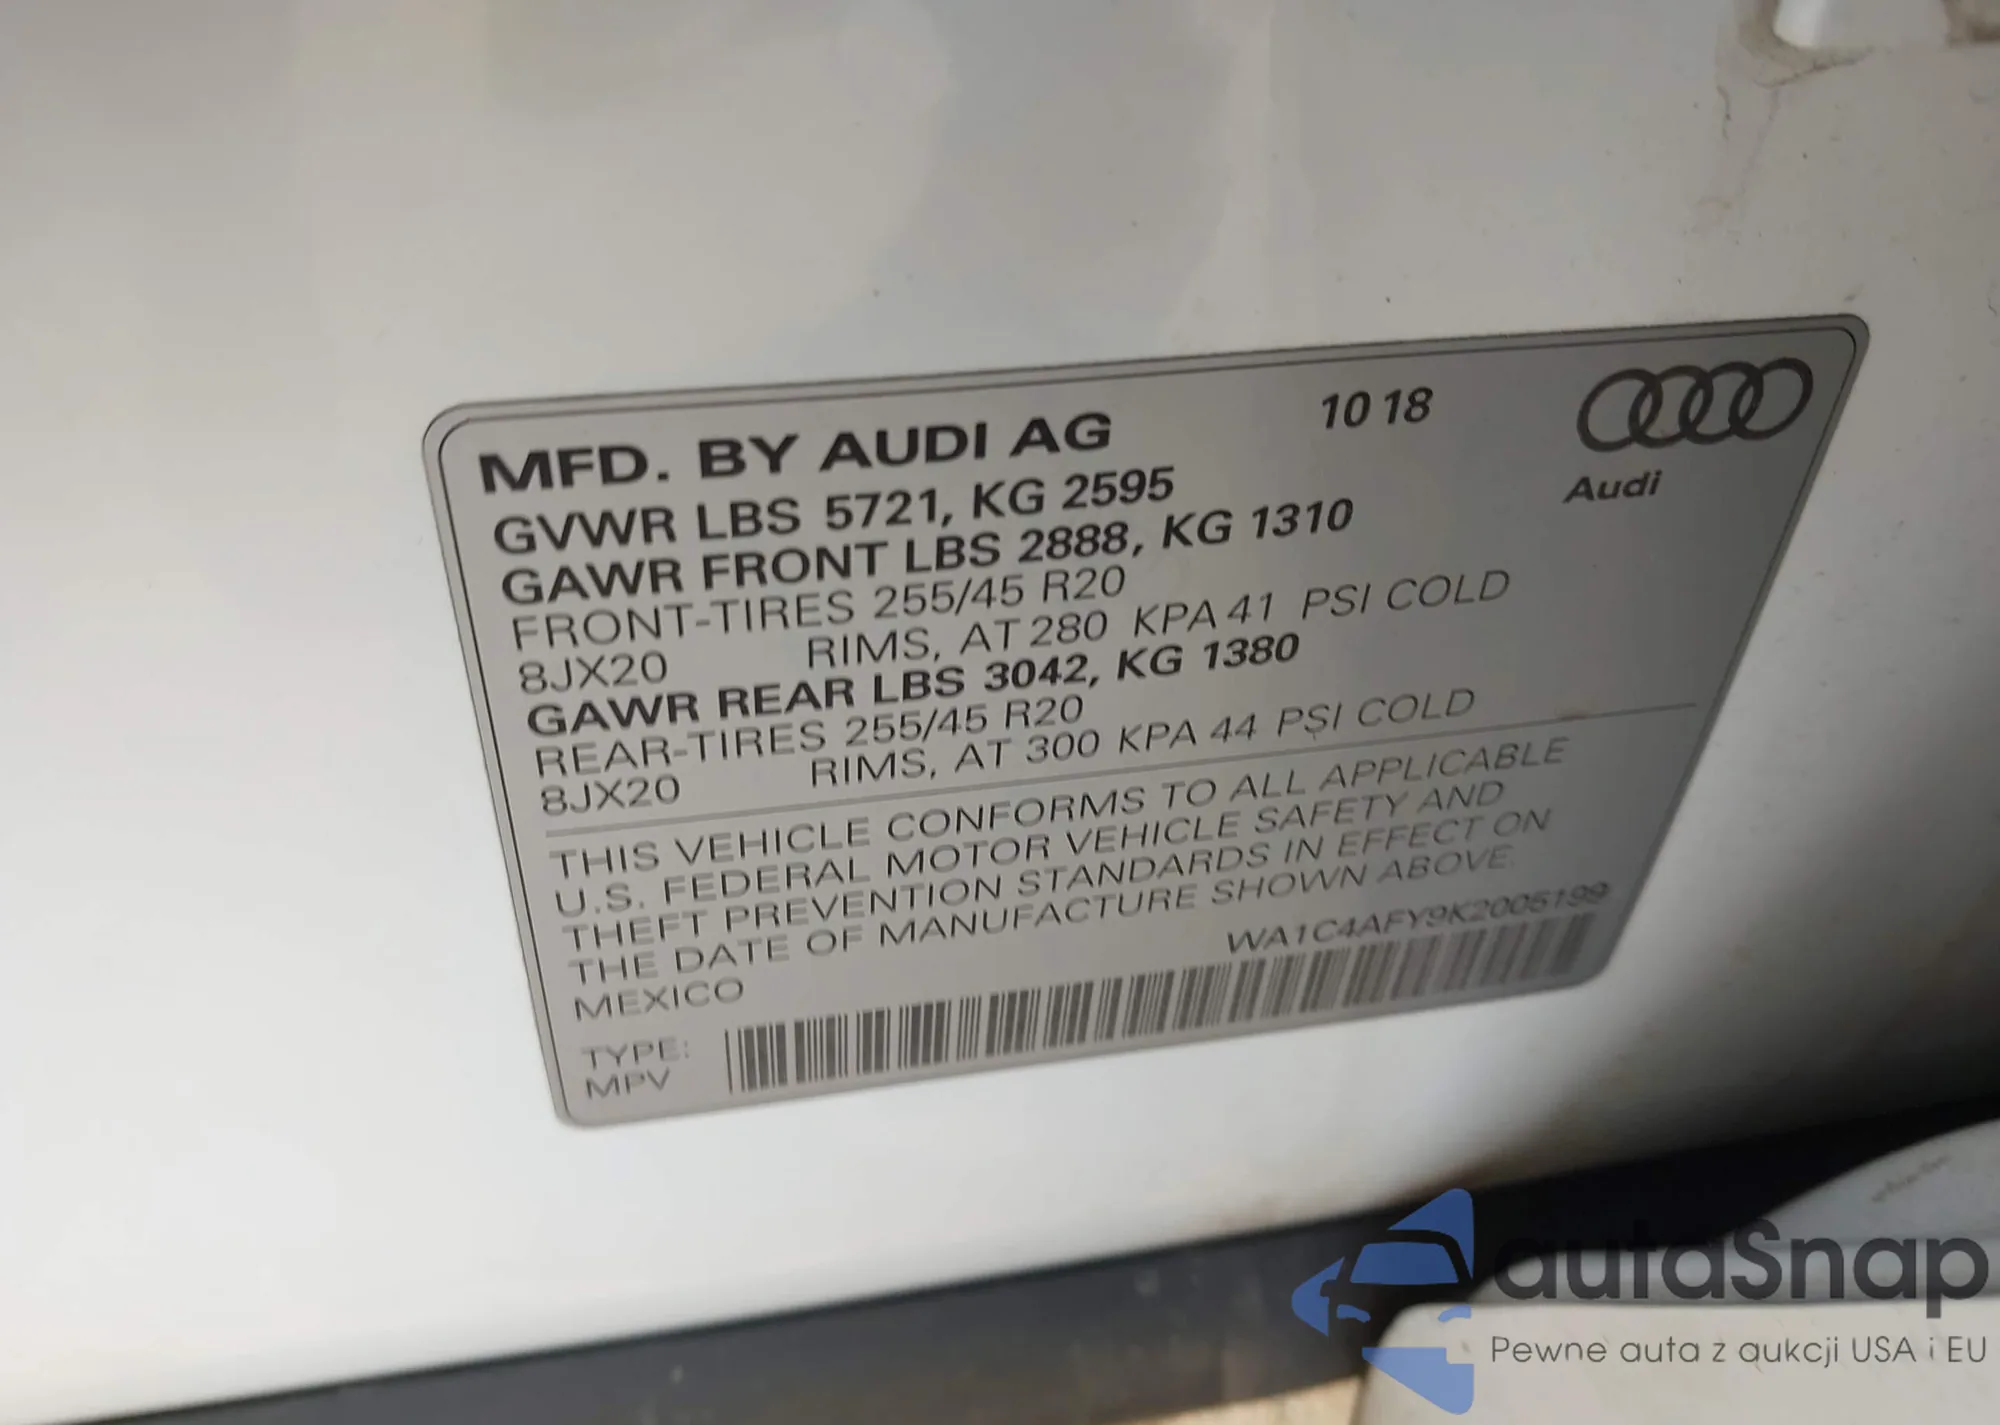 MFD. BY AUDI AG 10 18
Audi
GVWR LBS 5721, KG 2595
GAWR FRONT LBS 2888, KG 1310
FRONT-TIRES 255/45 R20
8JX20 RIMS, AT 280 KPA 41 PSI COLD
GAWR REAR LBS 3042, KG 1380
REAR-TIRES 255/45 R20
8JX20 RIMS, AT 300 KPA 44 PSI COLD
THIS VEHICLE CONFORMS TO ALL APPLICABLE
U.S. FEDERAL MOTOR VEHICLE SAFETY AND
THEFT PREVENTION STANDARDS IN EFFECT ON
THE DATE OF MANUFACTURE SHOWN ABOVE.
MEXICO WA1C4AFY9K2005199
TYPE:
MPV
autaSnap
Pewne auta z aukcji USA i EU